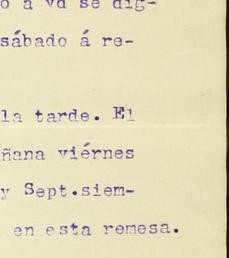 o á vd se dig-
sábado á re-
la tarde. El
ñana viérnes
y Sept.siem-
en esta remesa.